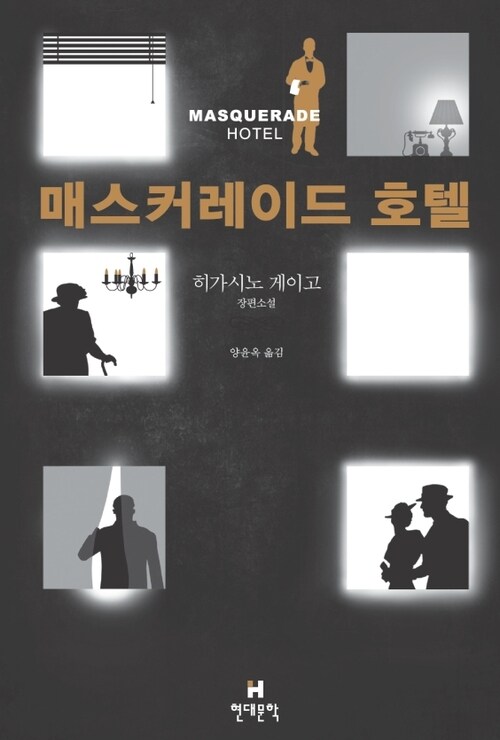 MASQUERADE
HOTEL
매스커레이드 호텔
히가시노 게이고
장편소설
양윤옥 옮김
H
현대문학